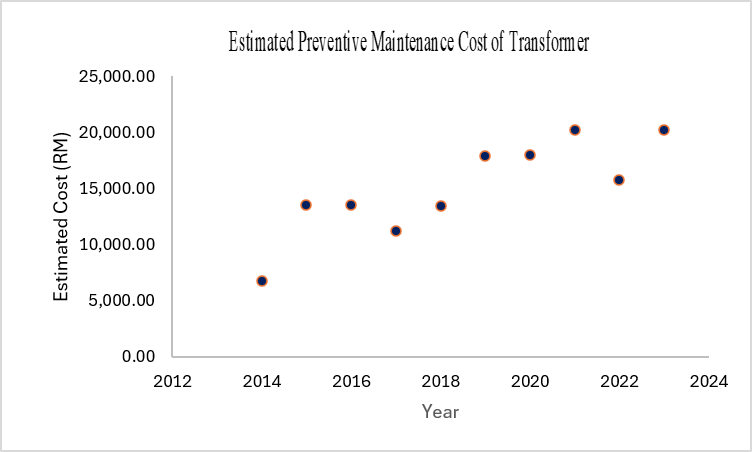 Estimated Preventive Maintenance Cost of Transformer
25,000.00
20,000.00
15,000.00
10,000.00
5,000.00
0.00
Estimated Cost (RM)
2012 2014 2016 2018 2020 2022 2024
Year